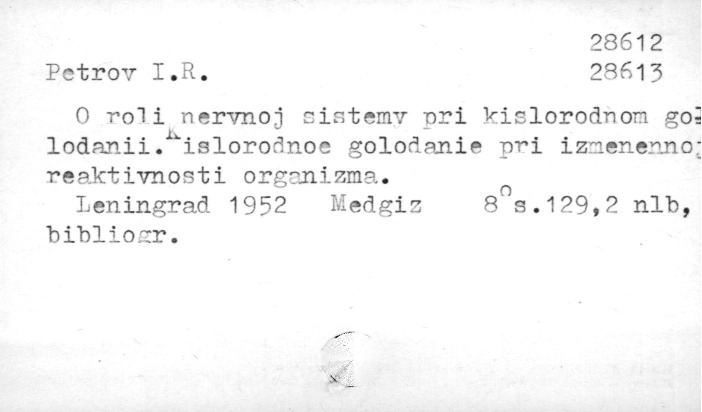 28612
Petrov I.R. 28613
O roli nervnoj sistemy pri kislorodnom go-
lodanii. Kislorodnoe golodanie pri izmenennoj
reaktivnosti organizma.
Leningrad 1952 Medgiz 8° s.129,2 nlb,
bibliogr.